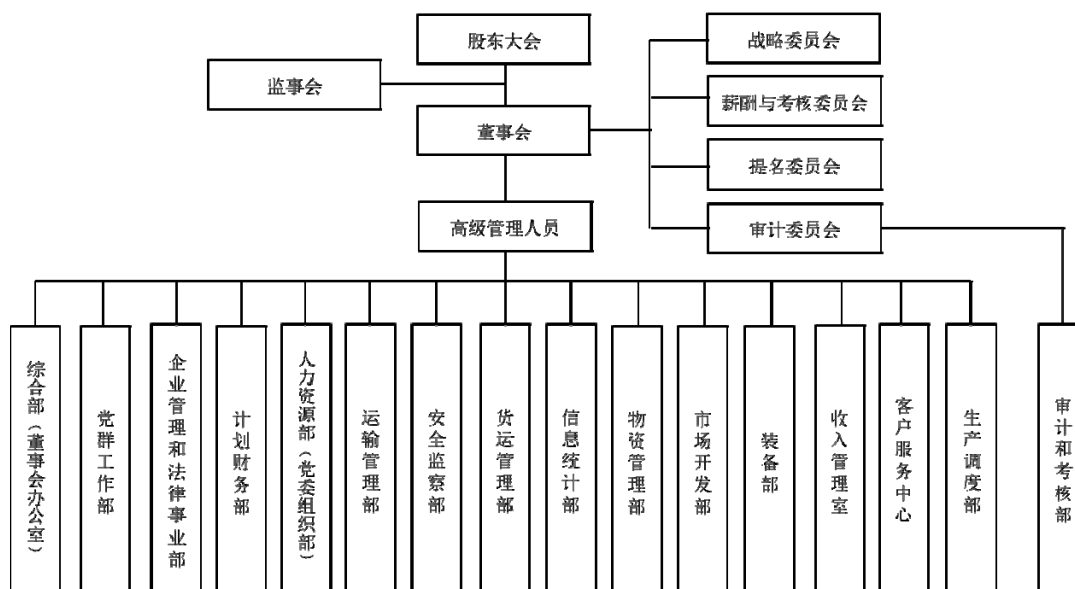 股东大会
战略委员会
监事会
薪酬与考核委员会
董事会
提名委员会
高级管理人员
审计委员会
综合部（董事会办公室）
党群工作部
企业管理和法律事业部
计划财务部
人力资源部（党委组织部）
运输管理部
安全监察部
货运管理部
信息统计部
物资管理部
市场开发部
装备部
收入管理室
客户服务中心
生产调度部
审计和考核部